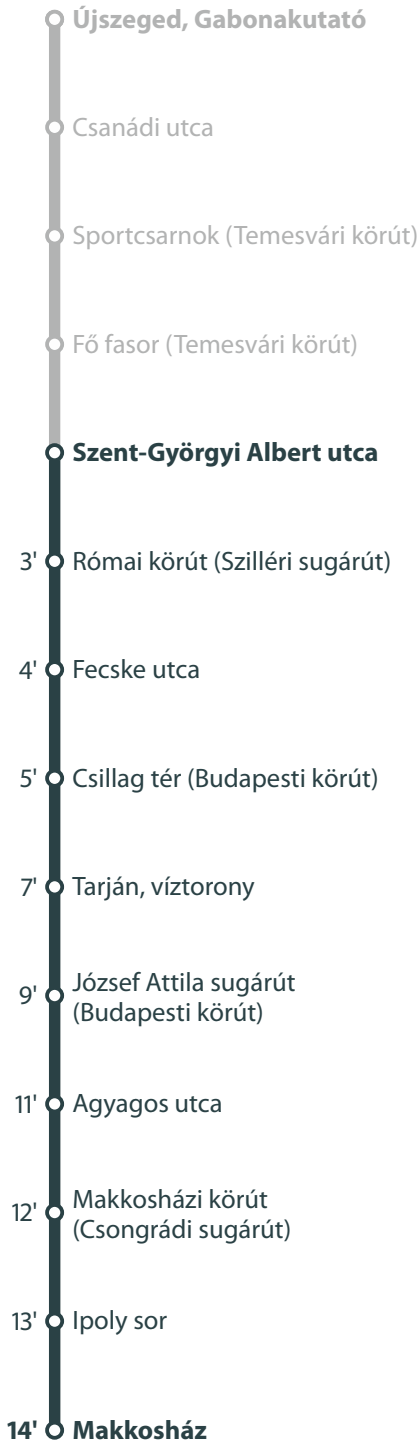 Újszeged, Gabonakutató
Csanádi utca
Sportcsarnok (Temesvári körút)
Fő fasor (Temesvári körút)
Szent-Györgyi Albert utca
3' Római körút (Szilléri sugárút)
4' Fecske utca
5' Csillag tér (Budapesti körút)
7' Tarján, víztorony
9' József Attila sugárút
(Budapesti körút)
11' Agyagos utca
12' Makkosházi körút
(Csongrádi sugárút)
13' Ipoly sor
14' Makkosház